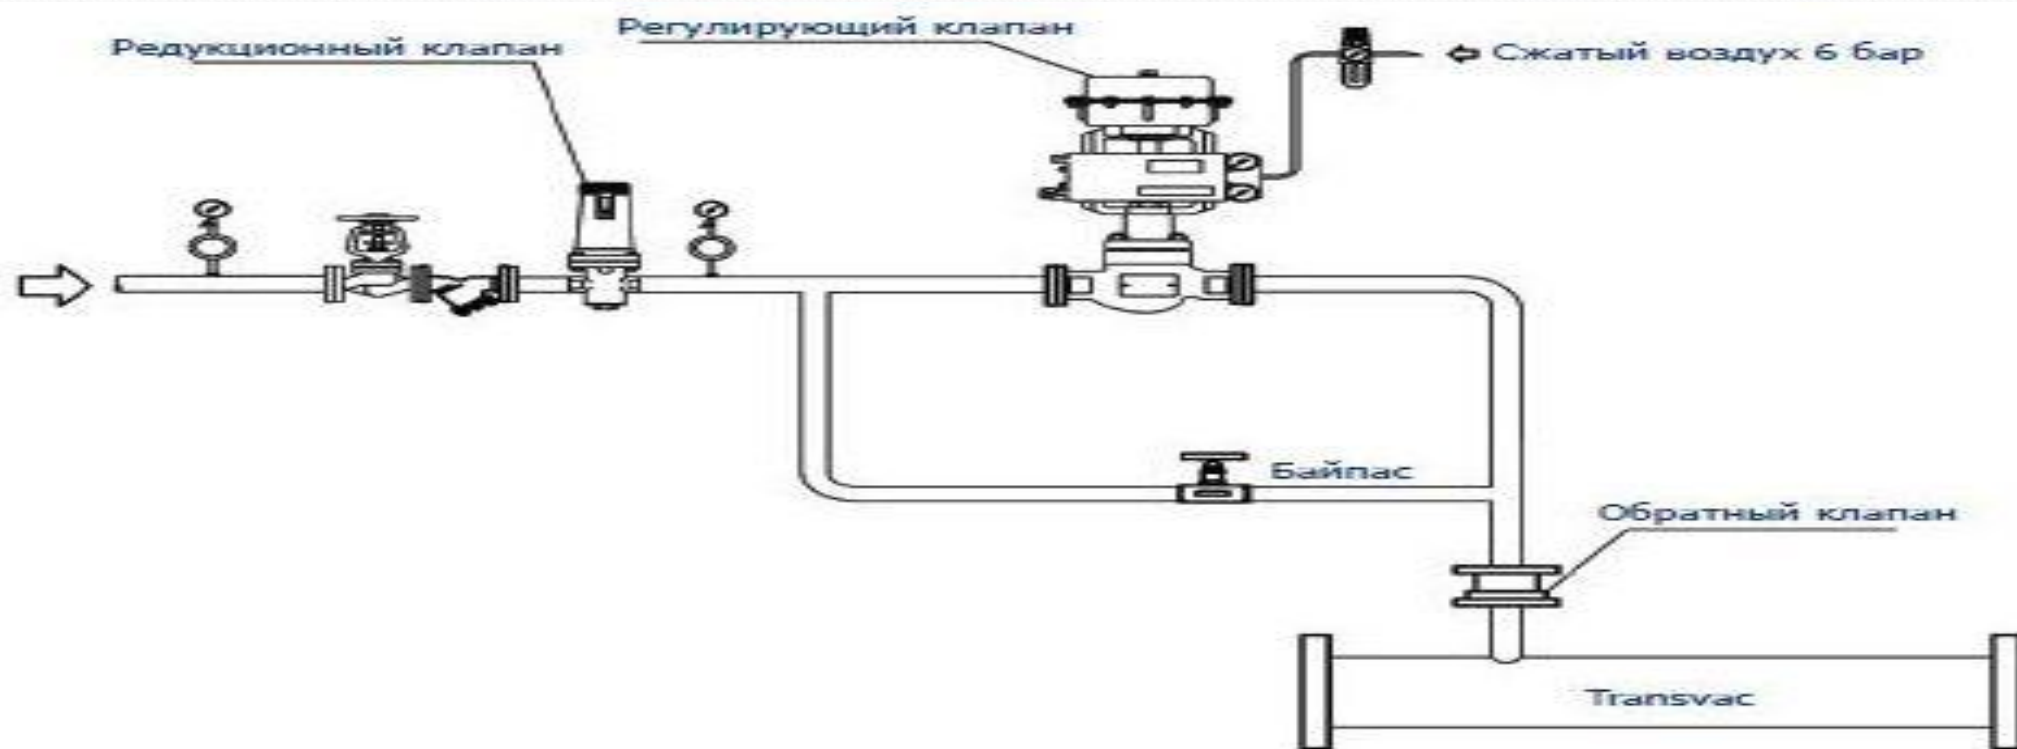 Регулирующий клапан
Редукционный клапан
Сжатый воздух 6 бар
Байпас
Обратный клапан
Transvac